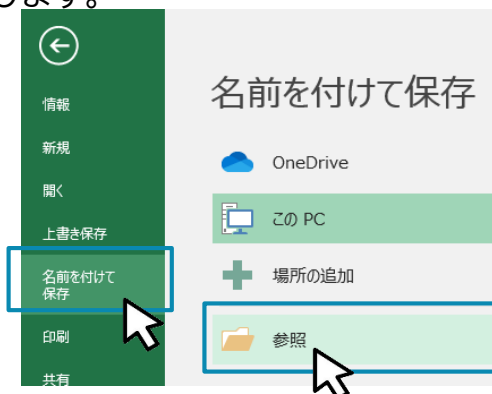 します。
名前を付けて保存
情報
新規
開く
上書き保存
名前を付けて
保存
印刷
共有
OneDrive
この PC
場所の追加
参照